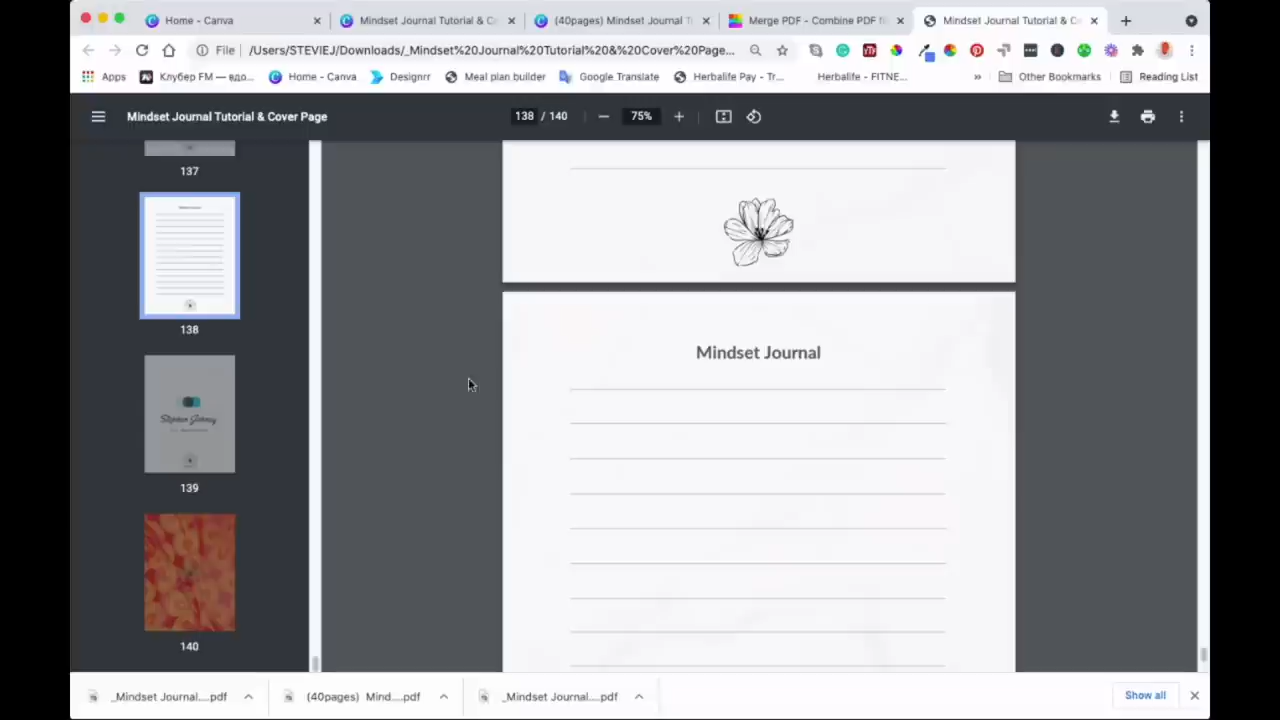 Home - Canva
Mindset Journal Tutorial & C
(40pages) Mindset Journal T
Merge PDF - Combine PDF f
Mindset Journal Tutorial & C
File
/Users/STEVIEJ/Downloads/_Mindset%20Journal%20Tutorial%20&%20Cover%20Page...
Apps
Клубер FM — вдо...
Home - Canva
Designrr
Meal plan builder
Google Translate
Herbalife Pay - Tr...
Herbalife - FITNE...
»
Other Bookmarks
Reading List
Mindset Journal Tutorial & Cover Page
138 / 140
75%
137
138
139
140
Mindset Journal
_Mindset Journal....pdf
(40pages) Mind....pdf
_Mindset Journal....pdf
Show all